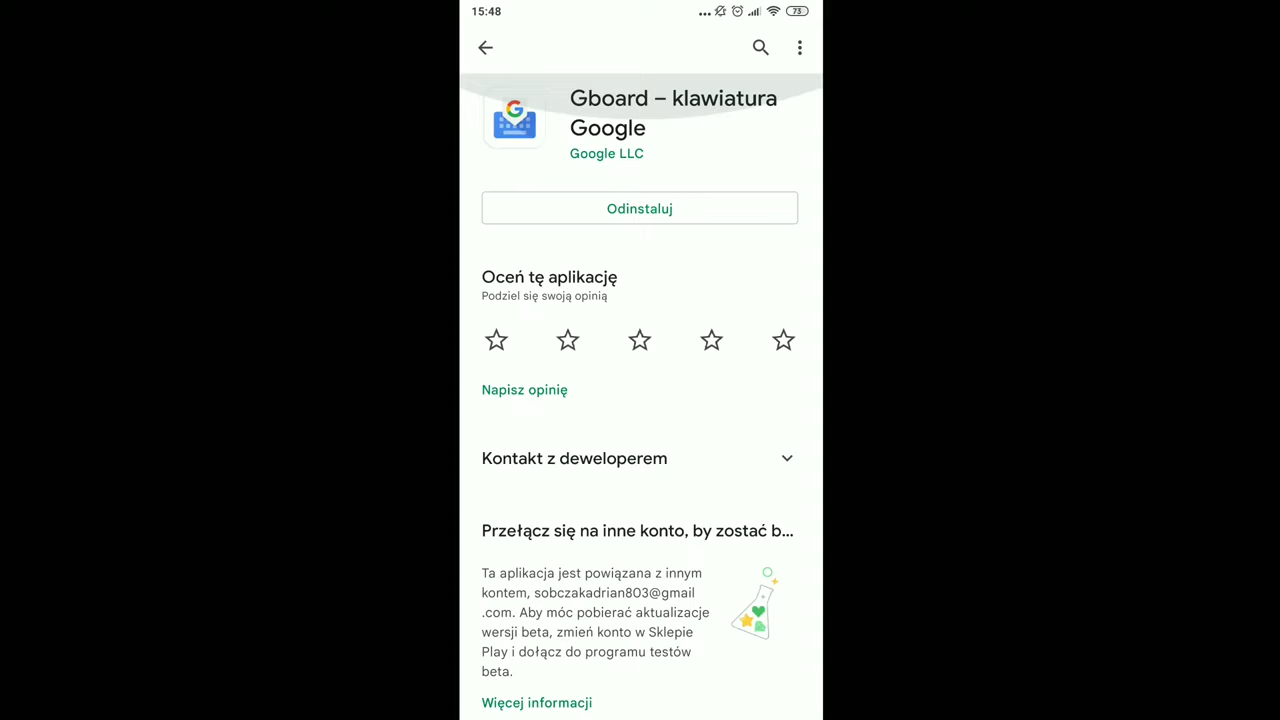 15:48
73
Gboard – klawiatura
Google
Google LLC
Odinstaluj
Oceń tę aplikację
Podziel się swoją opinią
Napisz opinię
Kontakt z deweloperem
Przełącz się na inne konto, by zostać b...
Ta aplikacja jest powiązana z innym
kontem, sobczakadrian803@gmail
.com. Aby móc pobierać aktualizacje
wersji beta, zmień konto w Sklepie
Play i dołącz do programu testów
beta.
Więcej informacji